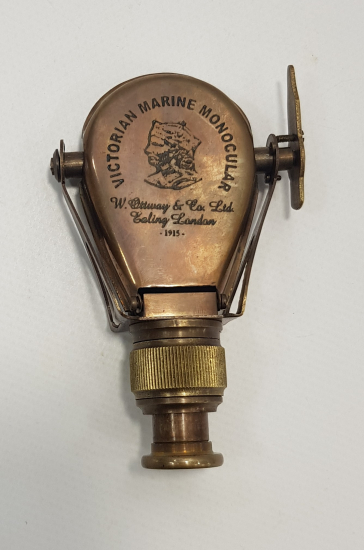 VICTORIAN MARINE MONOCULAR
W. Ottway & Co. Ltd.
Ealing London
- 1915 -